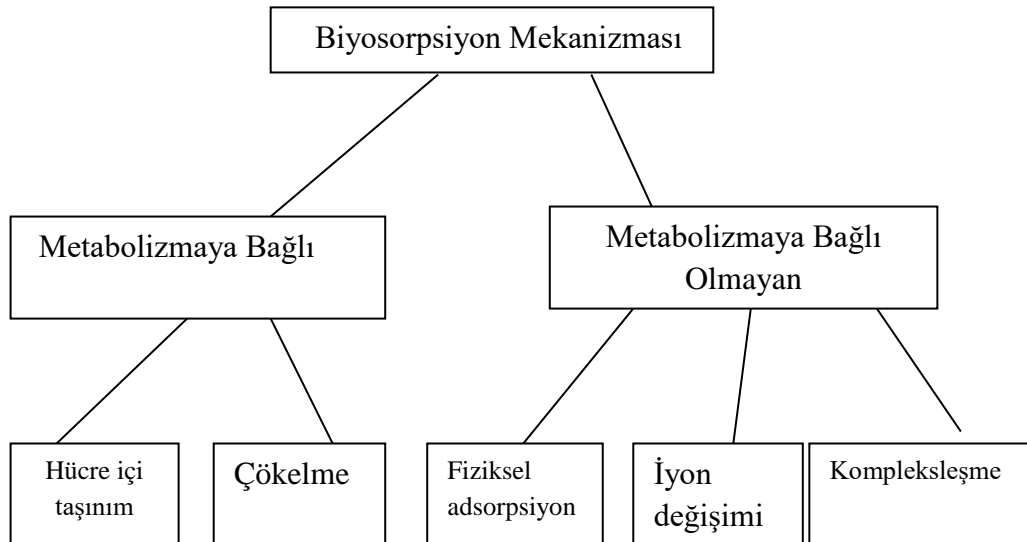 Biyosorpsiyon Mekanizması
Metabolizmaya Bağlı
Metabolizmaya Bağlı
Olmayan
Hücre içi
taşınım
Çökelme
Fiziksel
adsorpsiyon
İyon
değişimi
Kompleksleşme